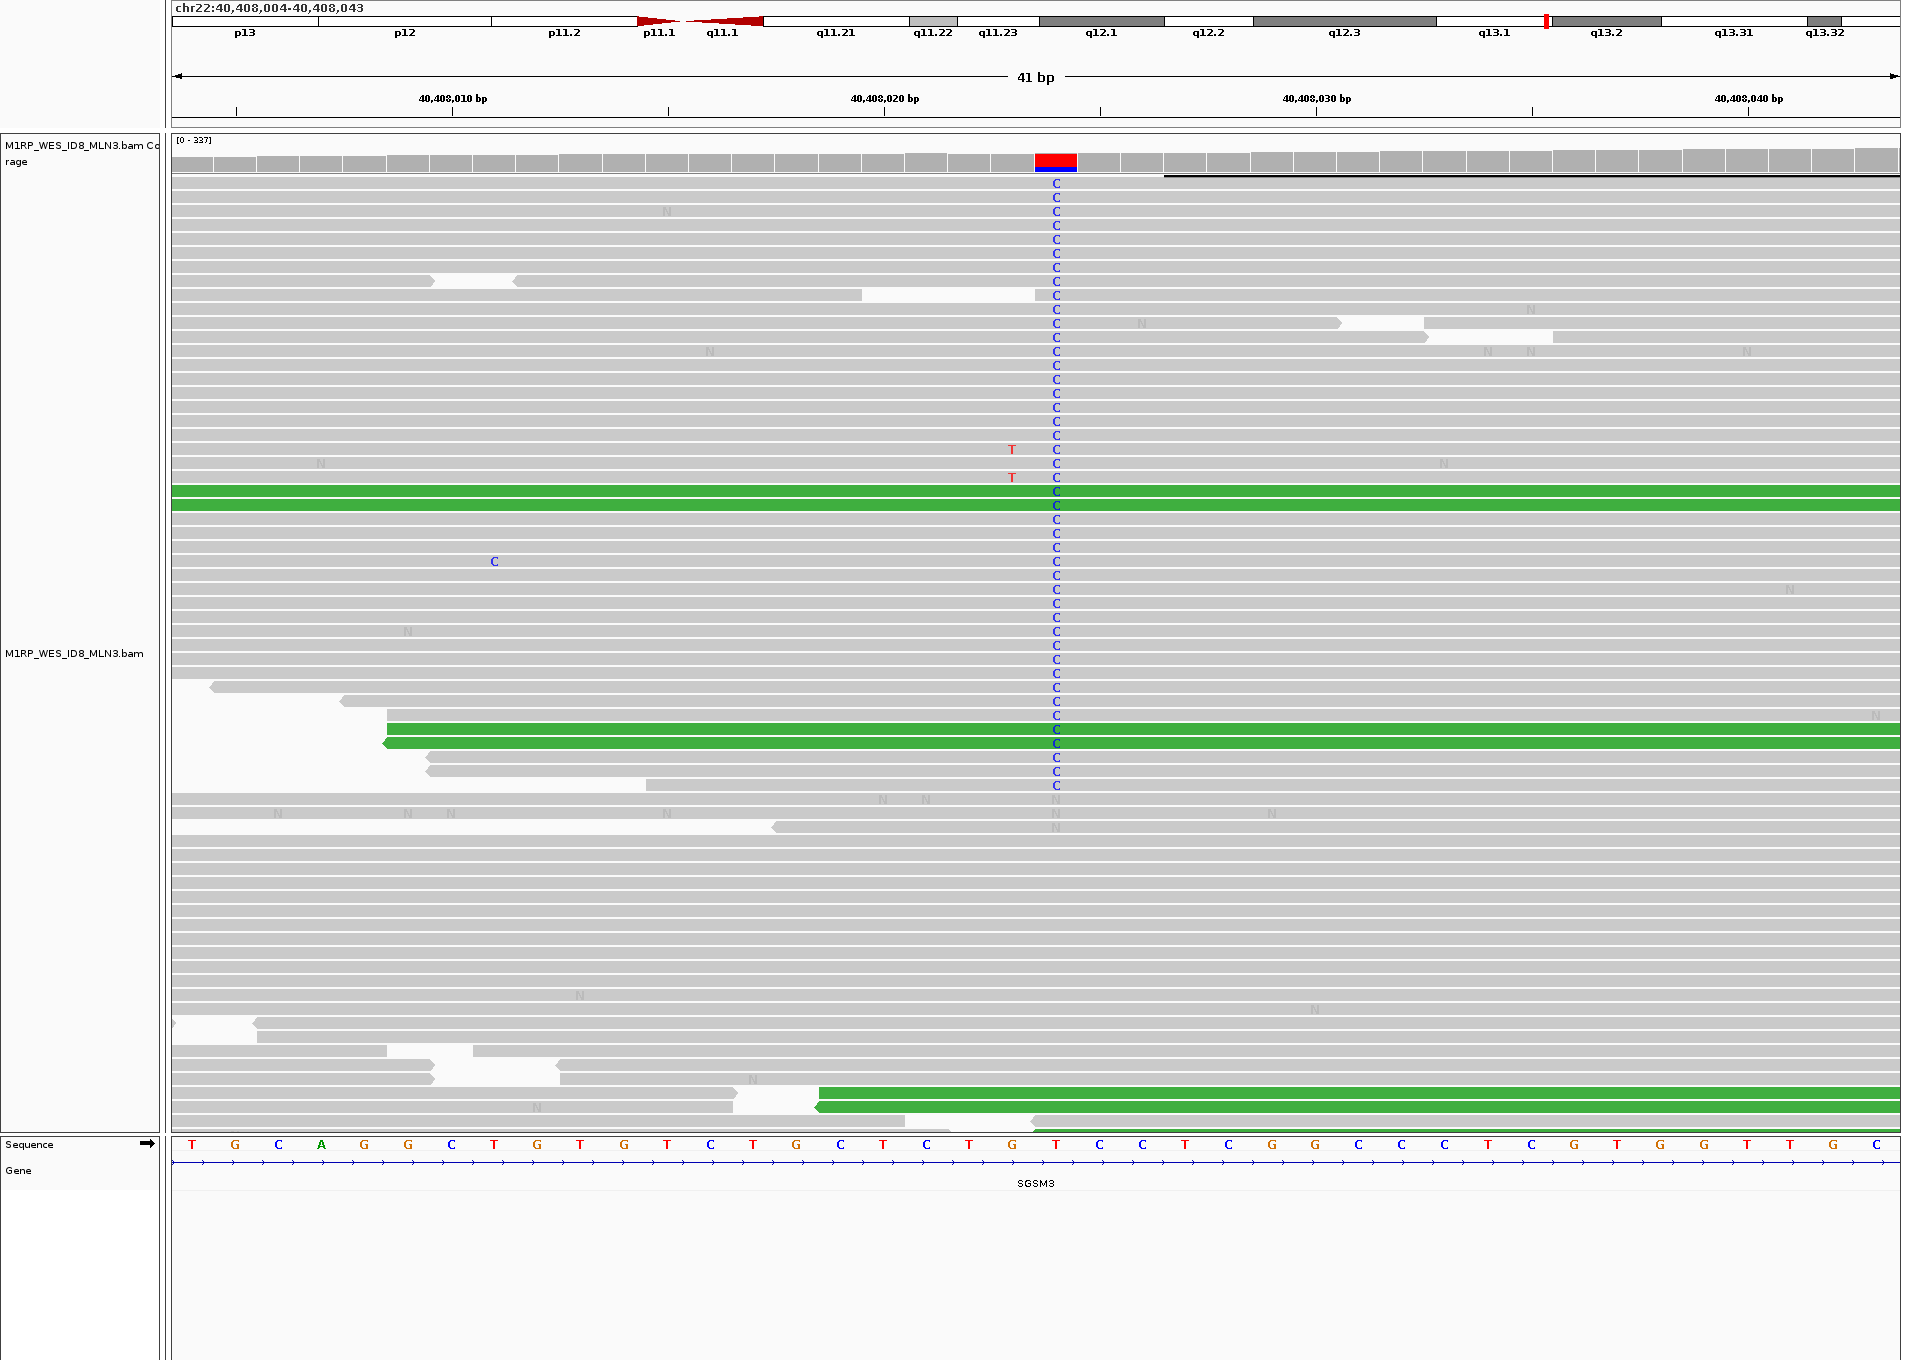 chr22:40,408,004-40,408,043
p13 p12 p11.2 p11.1 q11.1 q11.21 q11.22 q11.23 q12.1 q12.2 q12.3 q13.1 q13.2 q13.31 q13.32
41 bp
40,408,010 bp 40,408,020 bp 40,408,030 bp 40,408,040 bp
M1RP_WES_ID8_MLN3.bam Co
rage
[0 - 337]
C
C
N C
C
C
C
C
C
C
C N
C N
C
N C N N N
C
C
C
C
C
C
T C
N C N
T C
C
C
C
C
C
C C
C
C N
C
C
N C
C
C
C
C
C
C N
C
C
C
C
C
N N N
N N N N N N
N
N
N
N
N
M1RP_WES_ID8_MLN3.bam
Sequence T G C A G G C T G T G T C T G C T C T G T C C T C G G C C C T C G T G G T T G C
Gene
SGSM3